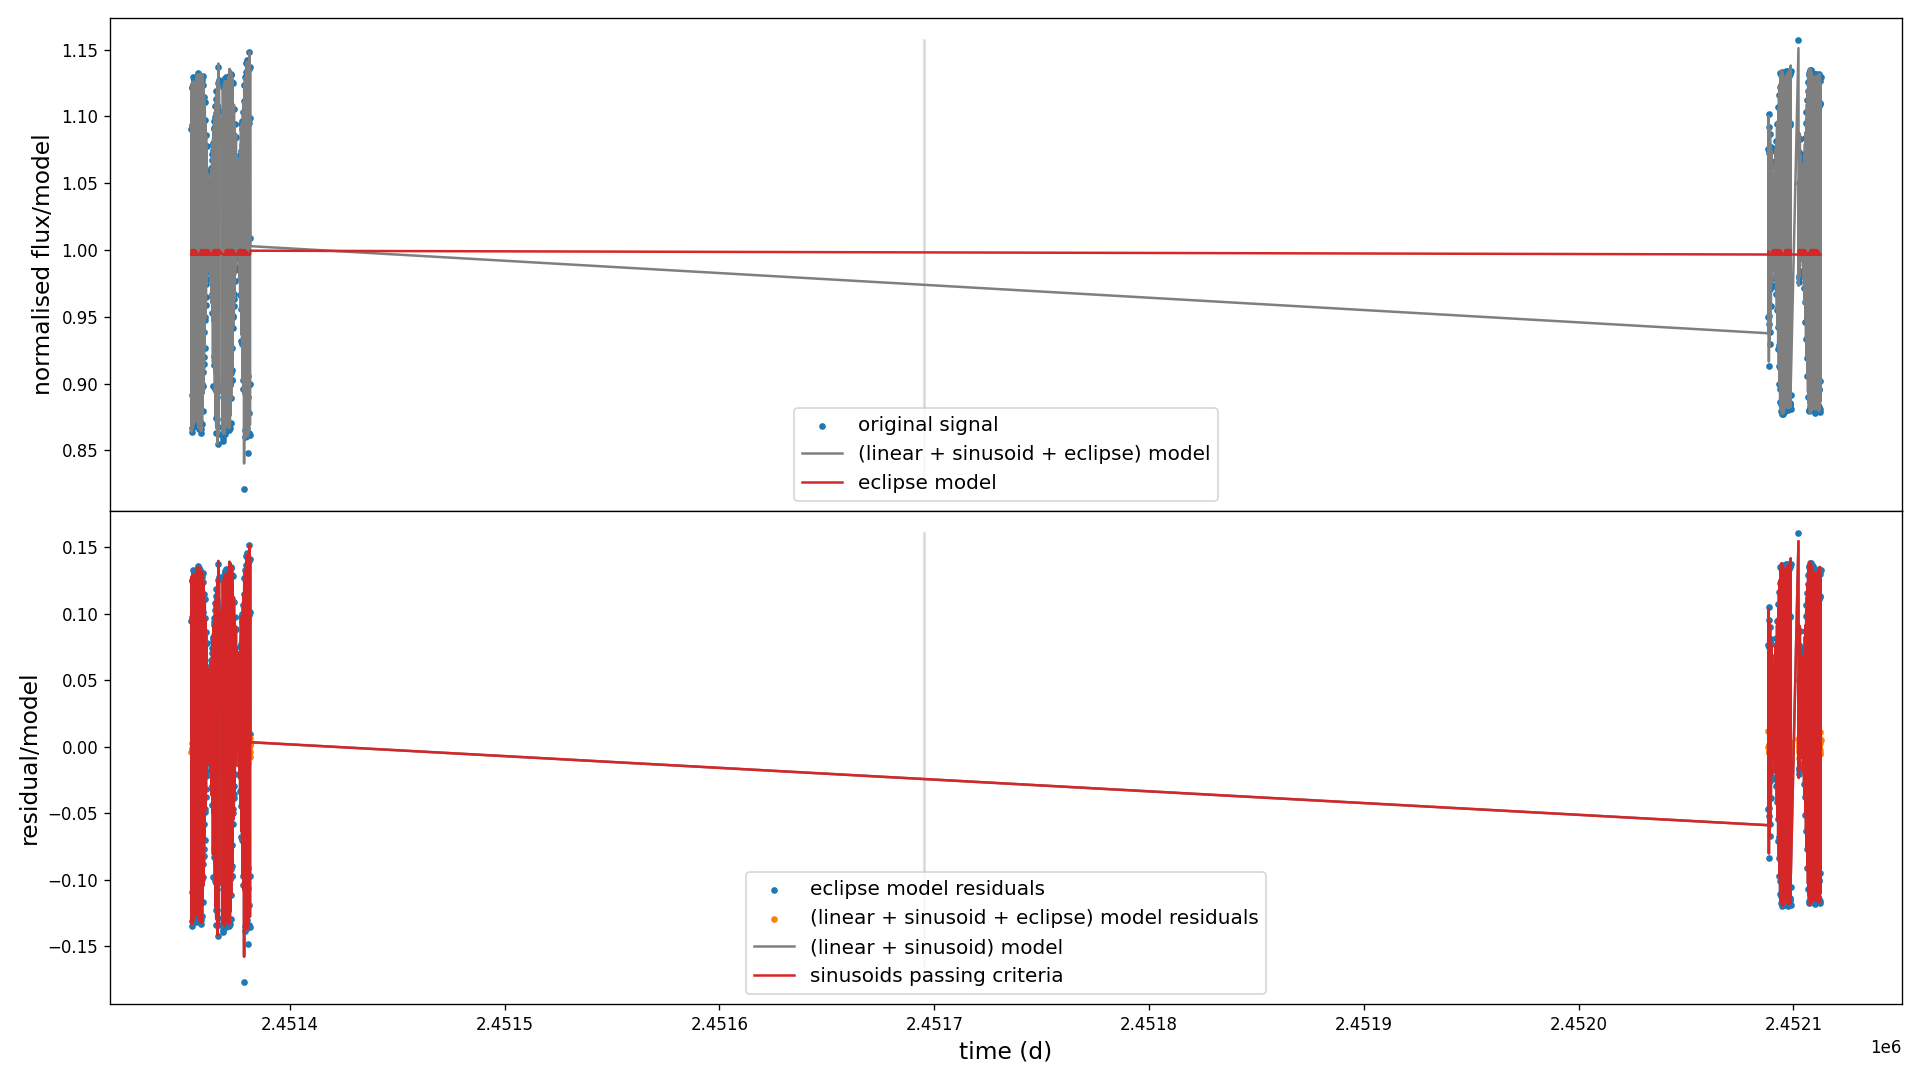 normalised flux/model
1.15
1.10
1.05
1.00
0.95
0.90
0.85
original signal
(linear + sinusoid + eclipse) model
eclipse model
residual/model
0.15
0.10
0.05
0.00
−0.05
−0.10
−0.15
eclipse model residuals
(linear + sinusoid + eclipse) model residuals
(linear + sinusoid) model
sinusoids passing criteria
2.4514 2.4515 2.4516 2.4517 2.4518 2.4519 2.4520 2.4521
time (d)
1e6